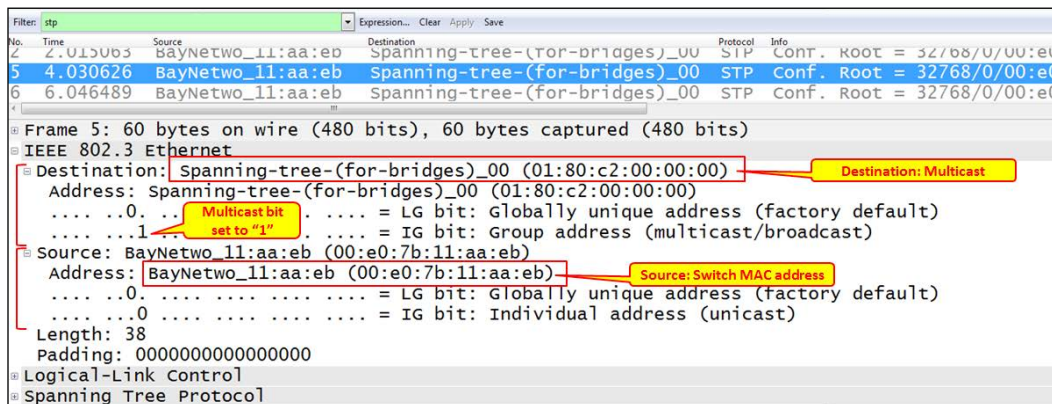 Filter: stp Expression... Clear Apply Save
No. Time Source Destination Protocol Info
2 2.015063 BayNetwo_11:aa:eb Spanning-tree-(for-bridges)_00 STP Conf. Root = 32768/0/00:e0
5 4.030626 BayNetwo_11:aa:eb Spanning-tree-(for-bridges)_00 STP Conf. Root = 32768/0/00:e0
6 6.046489 BayNetwo_11:aa:eb Spanning-tree-(for-bridges)_00 STP Conf. Root = 32768/0/00:e0
Frame 5: 60 bytes on wire (480 bits), 60 bytes captured (480 bits)
IEEE 802.3 Ethernet
Destination: Spanning-tree-(for-bridges)_00 (01:80:c2:00:00:00)
Destination: Multicast
Address: Spanning-tree-(for-bridges)_00 (01:80:c2:00:00:00)
.... ..0. .... .... = LG bit: Globally unique address (factory default)
Multicast bit
set to "1"
.... ...1 .... .... = IG bit: Group address (multicast/broadcast)
Source: BayNetwo_11:aa:eb (00:e0:7b:11:aa:eb)
Address: BayNetwo_11:aa:eb (00:e0:7b:11:aa:eb)
Source: Switch MAC address
.... ..0. .... .... .... .... = LG bit: Globally unique address (factory default)
.... ...0 .... .... .... .... = IG bit: Individual address (unicast)
Length: 38
Padding: 0000000000000000
Logical-Link Control
Spanning Tree Protocol